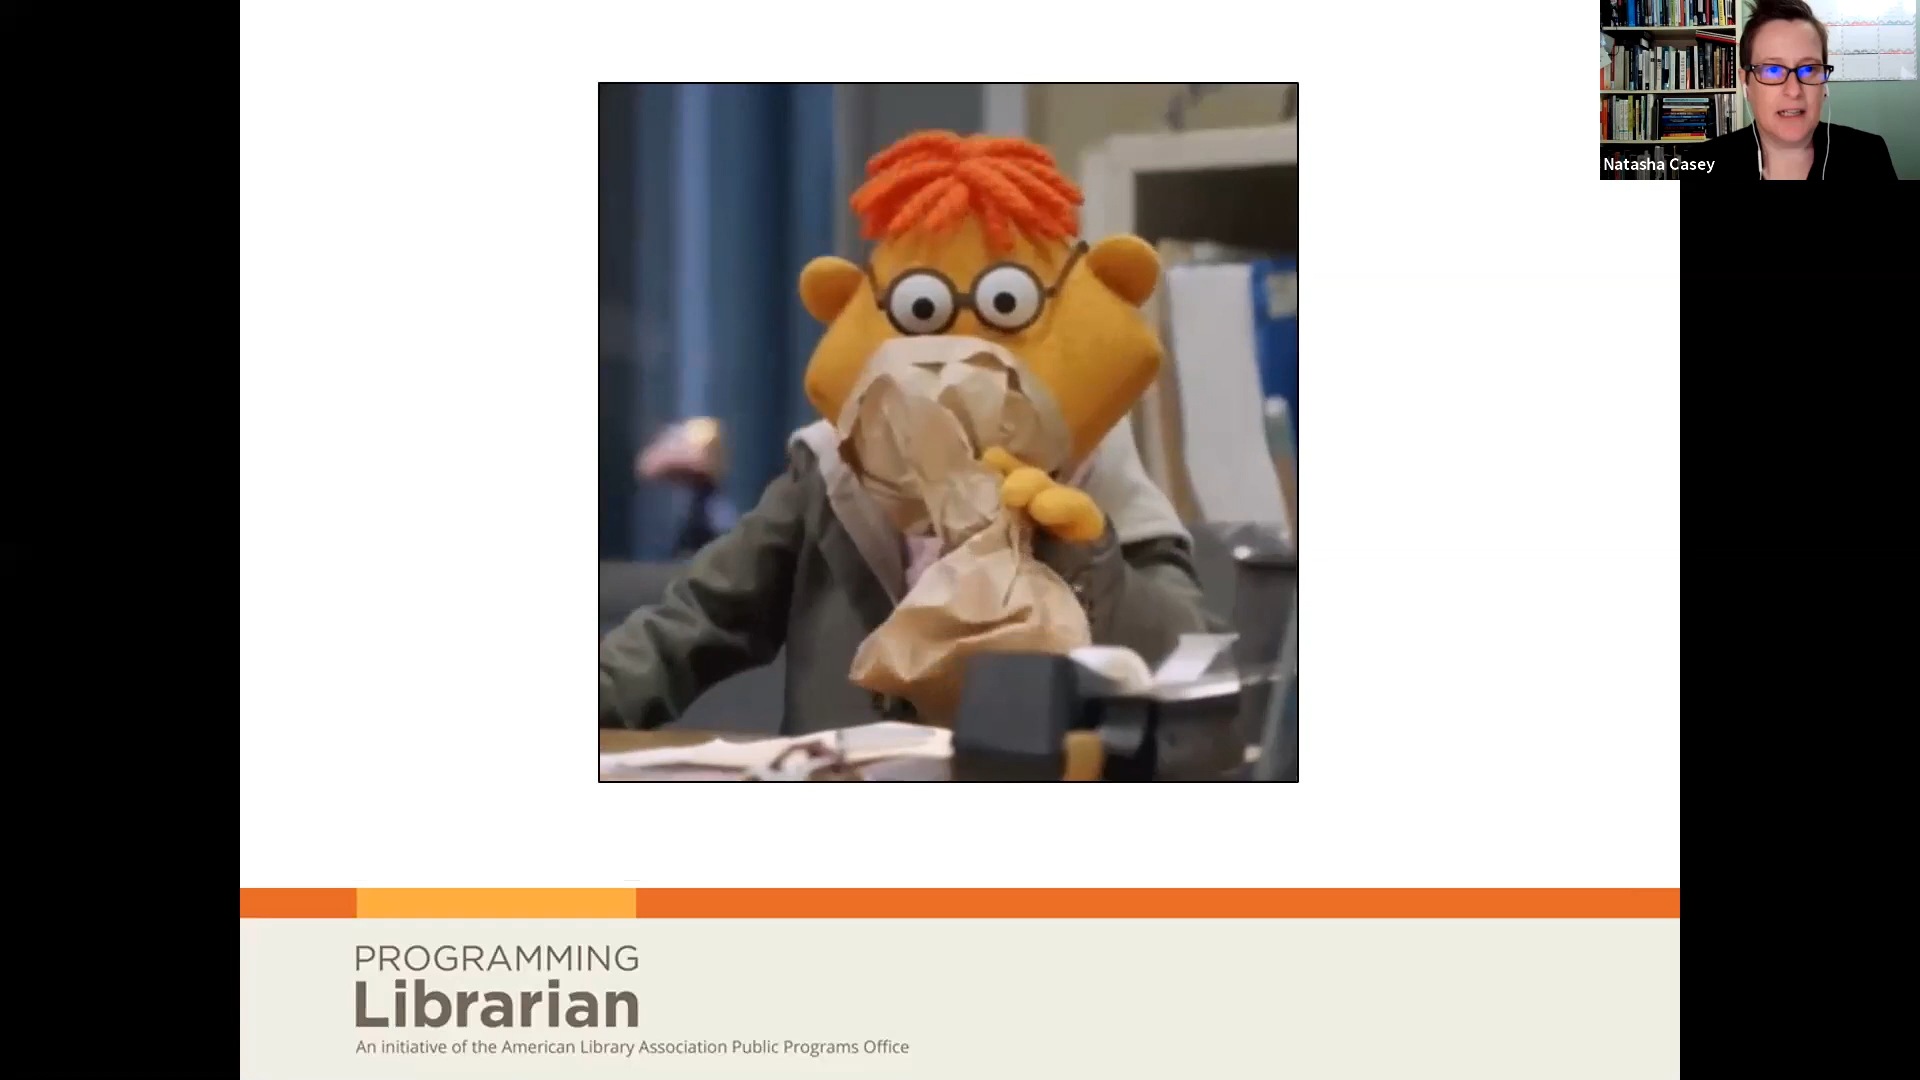 Natasha Casey
PROGRAMMING
Librarian
An initiative of the American Library Association Public Programs Office